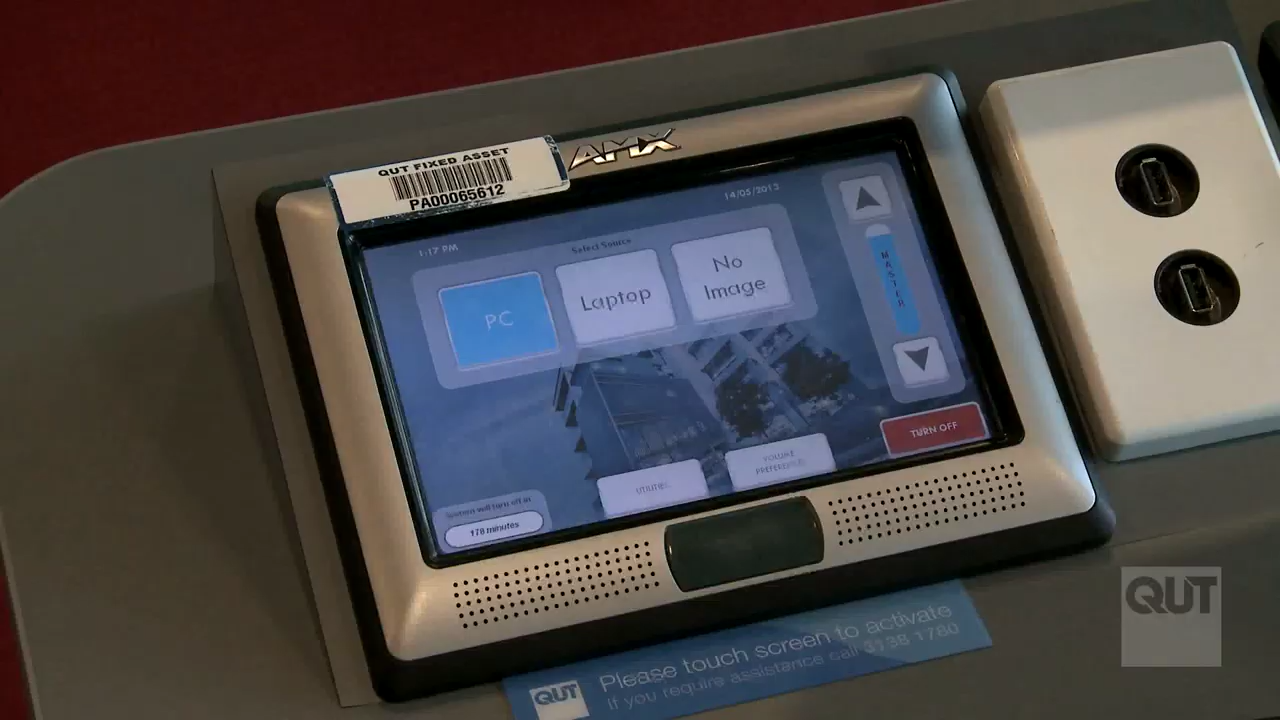 QUT FIXED ASSET
PA00065612
AMX
1:17 PM
14/05/2013
Select Source
PC
Laptop
No
Image
MASTER
TURN OFF
VOLUME
UTILITIES
System will turn off in
178 minutes
Please touch screen to activate
If you require assistance call 3138 1780
QUT
QUT